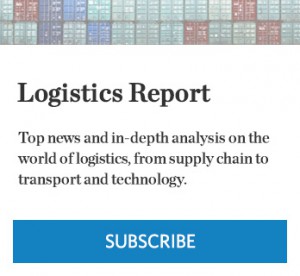 Logistics Report
Top news and in-depth analysis on the
world of logistics, from supply chain to
transport and technology.
SUBSCRIBE